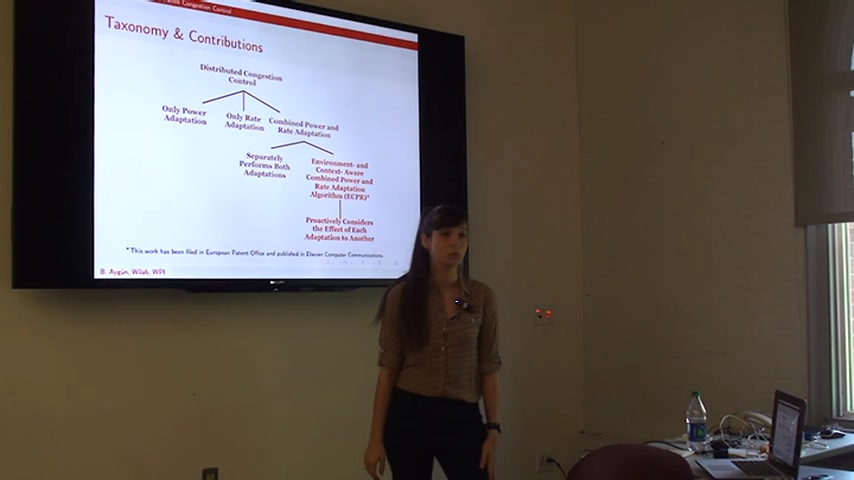 Congestion Control
Taxonomy & Contributions
Distributed Congestion
Control
Only Power
Adaptation
Only Rate
Adaptation
Combined Power and
Rate Adaptation
Separately
Performs Both
Adaptations
Environment- and
Context- Aware
Combined Power and
Rate Adaptation
Algorithm (ECPR)*
Proactively Considers
the Effect of Each
Adaptation to Another
* This work has been filed in European Patent Office and published in Elsevier Computer Communications.
B. Aygun, Wilab, WPI